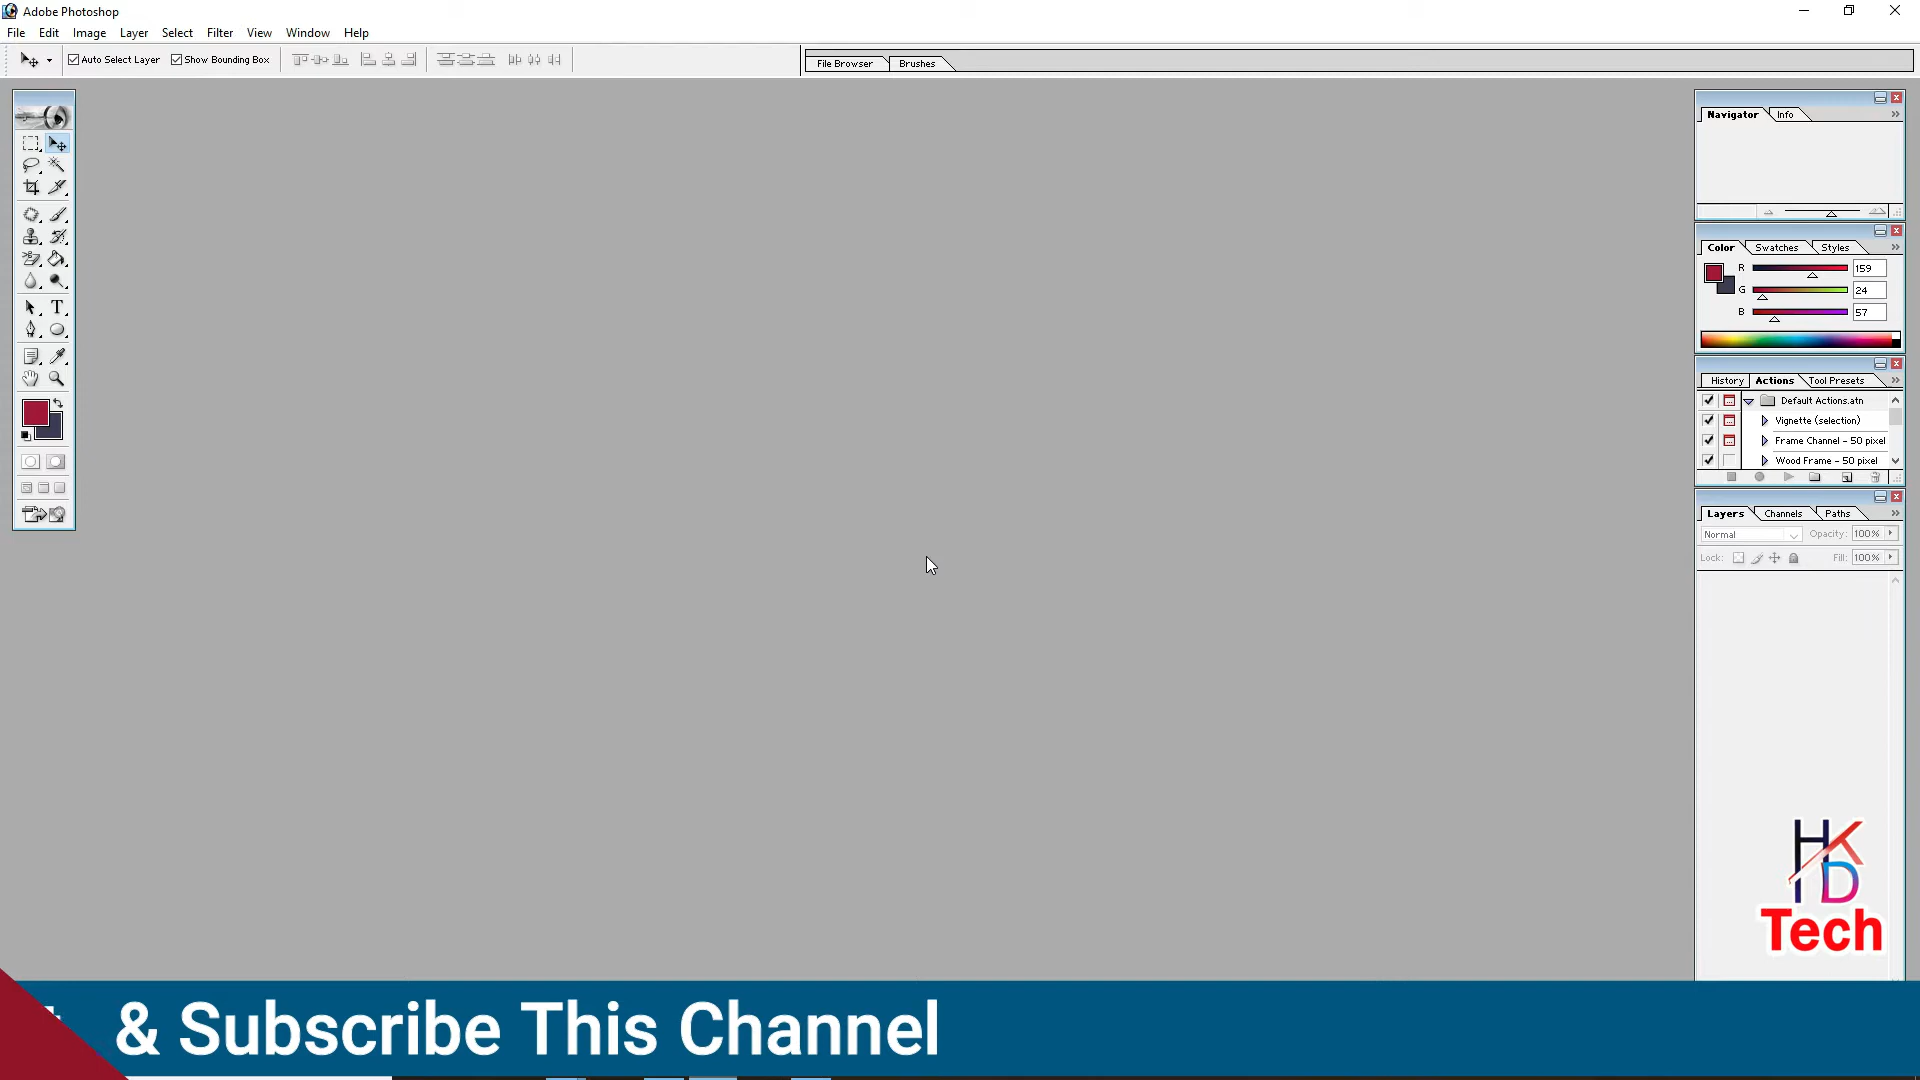 Adobe Photoshop
File Edit Image Layer Select Filter View Window Help
Auto Select Layer Show Bounding Box
File Browser Brushes
Navigator Info
Color Swatches Styles
R 159
G 24
B 57
History Actions Tool Presets
Default Actions.atn
Vignette (selection)
Frame Channel - 50 pixel
Wood Frame - 50 pixel
Layers Channels Paths
Normal Opacity: 100%
Lock: Fill: 100%
HKD
Tech
& Subscribe This Channel